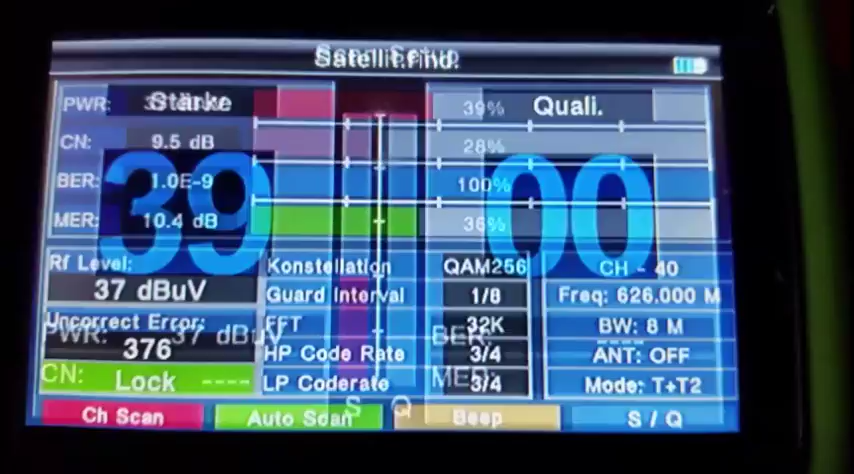 Satellit.find.
Stärke
Quali.
39
00
PWR: 39%
CN: 9.5 dB 28%
BER: 1.0E-9 100%
MER: 10.4 dB 36%
Rf Level:
37 dBuV
Uncorrect Error:
376
Lock
Konstellation QAM256
Guard Interval 1/8
FFT 32K
HP Code Rate 3/4
LP Coderate 3/4
CH - 40
Freq: 626.000 M
BW: 8 M
ANT: OFF
Mode: T+T2
PWR: 37 dBuV
CN: ----
BER: ----
MER:
S Q
Ch Scan Auto Scan Beep S / Q